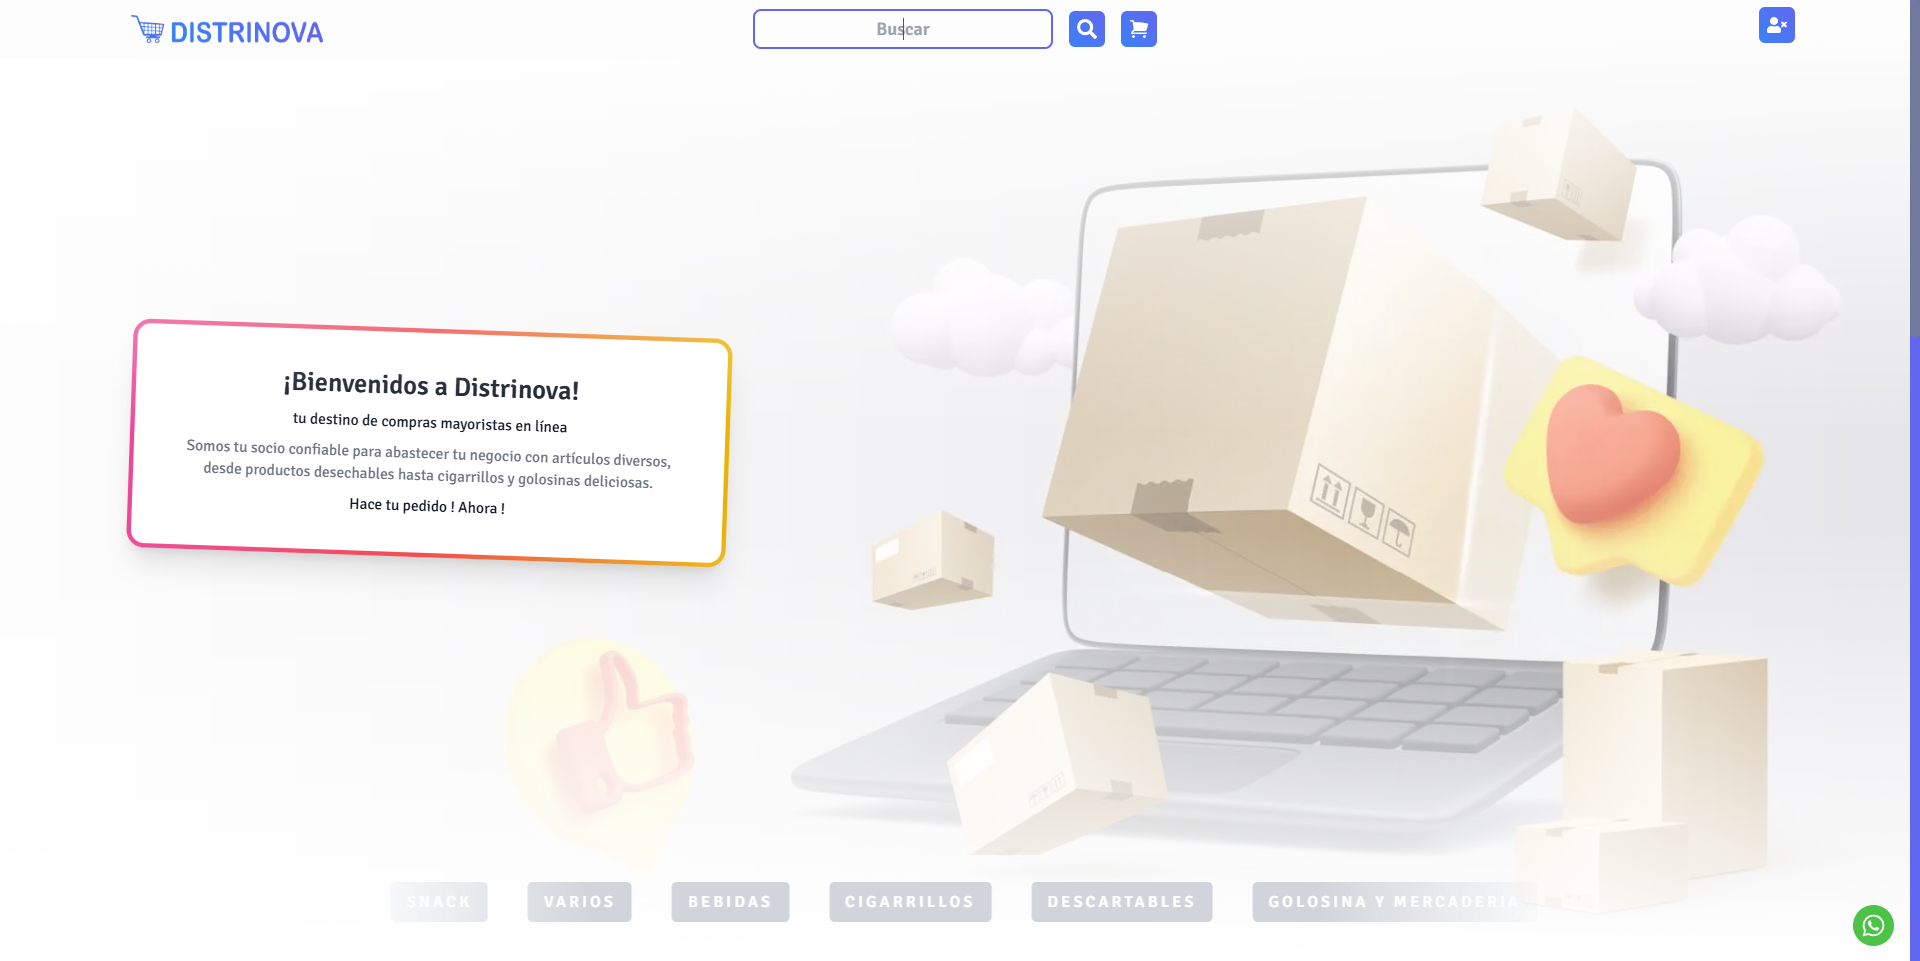 DISTRINOVA
Buscar
¡Bienvenidos a Distrinova!
tu destino de compras mayoristas en línea
Somos tu socio confiable para abastecer tu negocio con artículos diversos,
desde productos desechables hasta cigarrillos y golosinas deliciosas.
Hace tu pedido ! Ahora !
SNACK
VARIOS
BEBIDAS
CIGARRILLOS
DESCARTABLES
GOLOSINA Y MERCADERIA